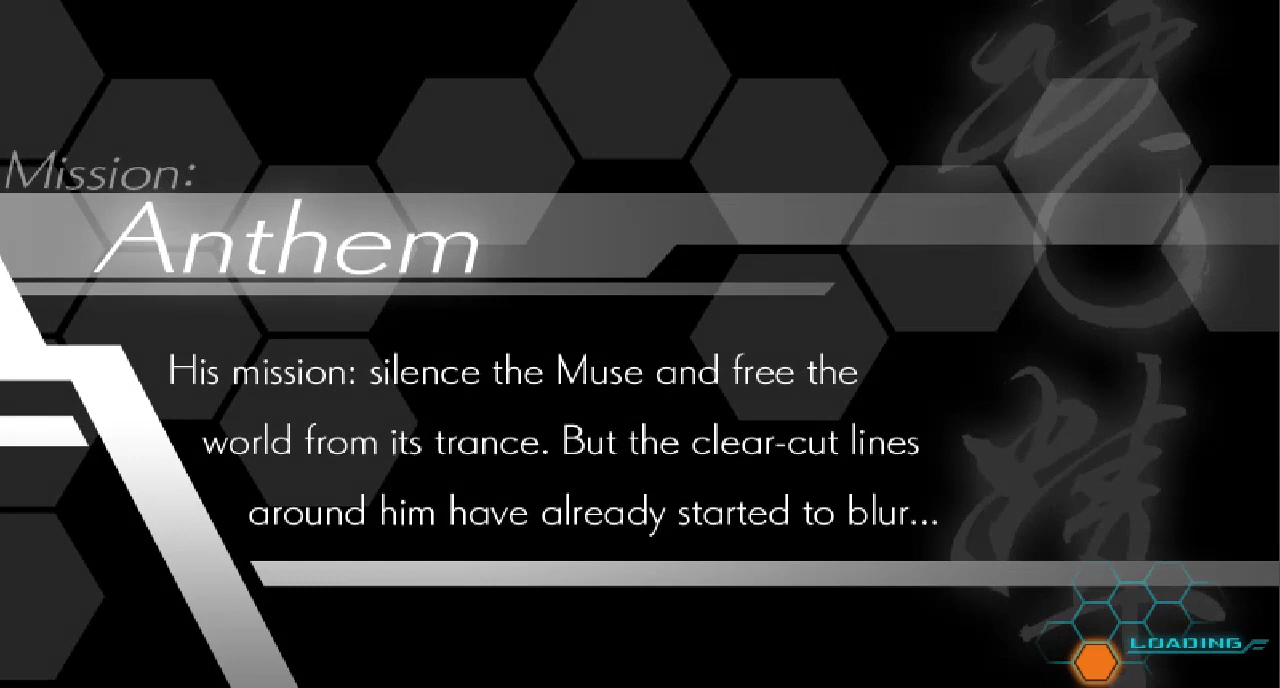 Mission:
Anthem
His mission: silence the Muse and free the
world from its trance. But the clear-cut lines
around him have already started to blur...
LOADING